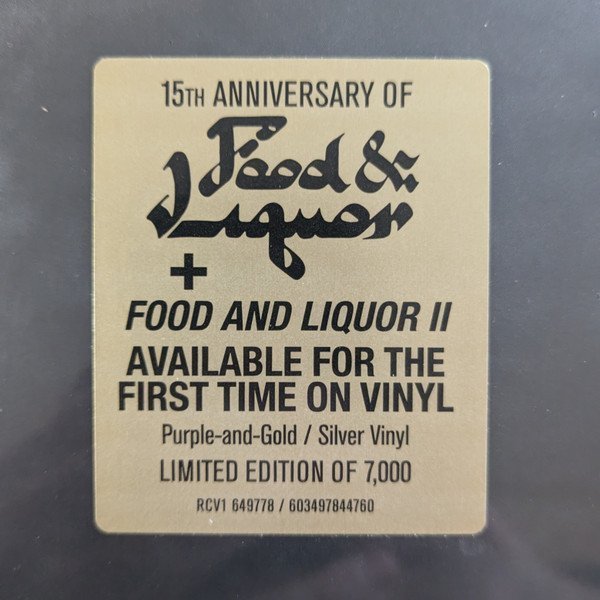 15TH ANNIVERSARY OF
Food &
Liquor
+
FOOD AND LIQUOR II
AVAILABLE FOR THE
FIRST TIME ON VINYL
Purple-and-Gold / Silver Vinyl
LIMITED EDITION OF 7,000
RCV1 649778 / 603497844760